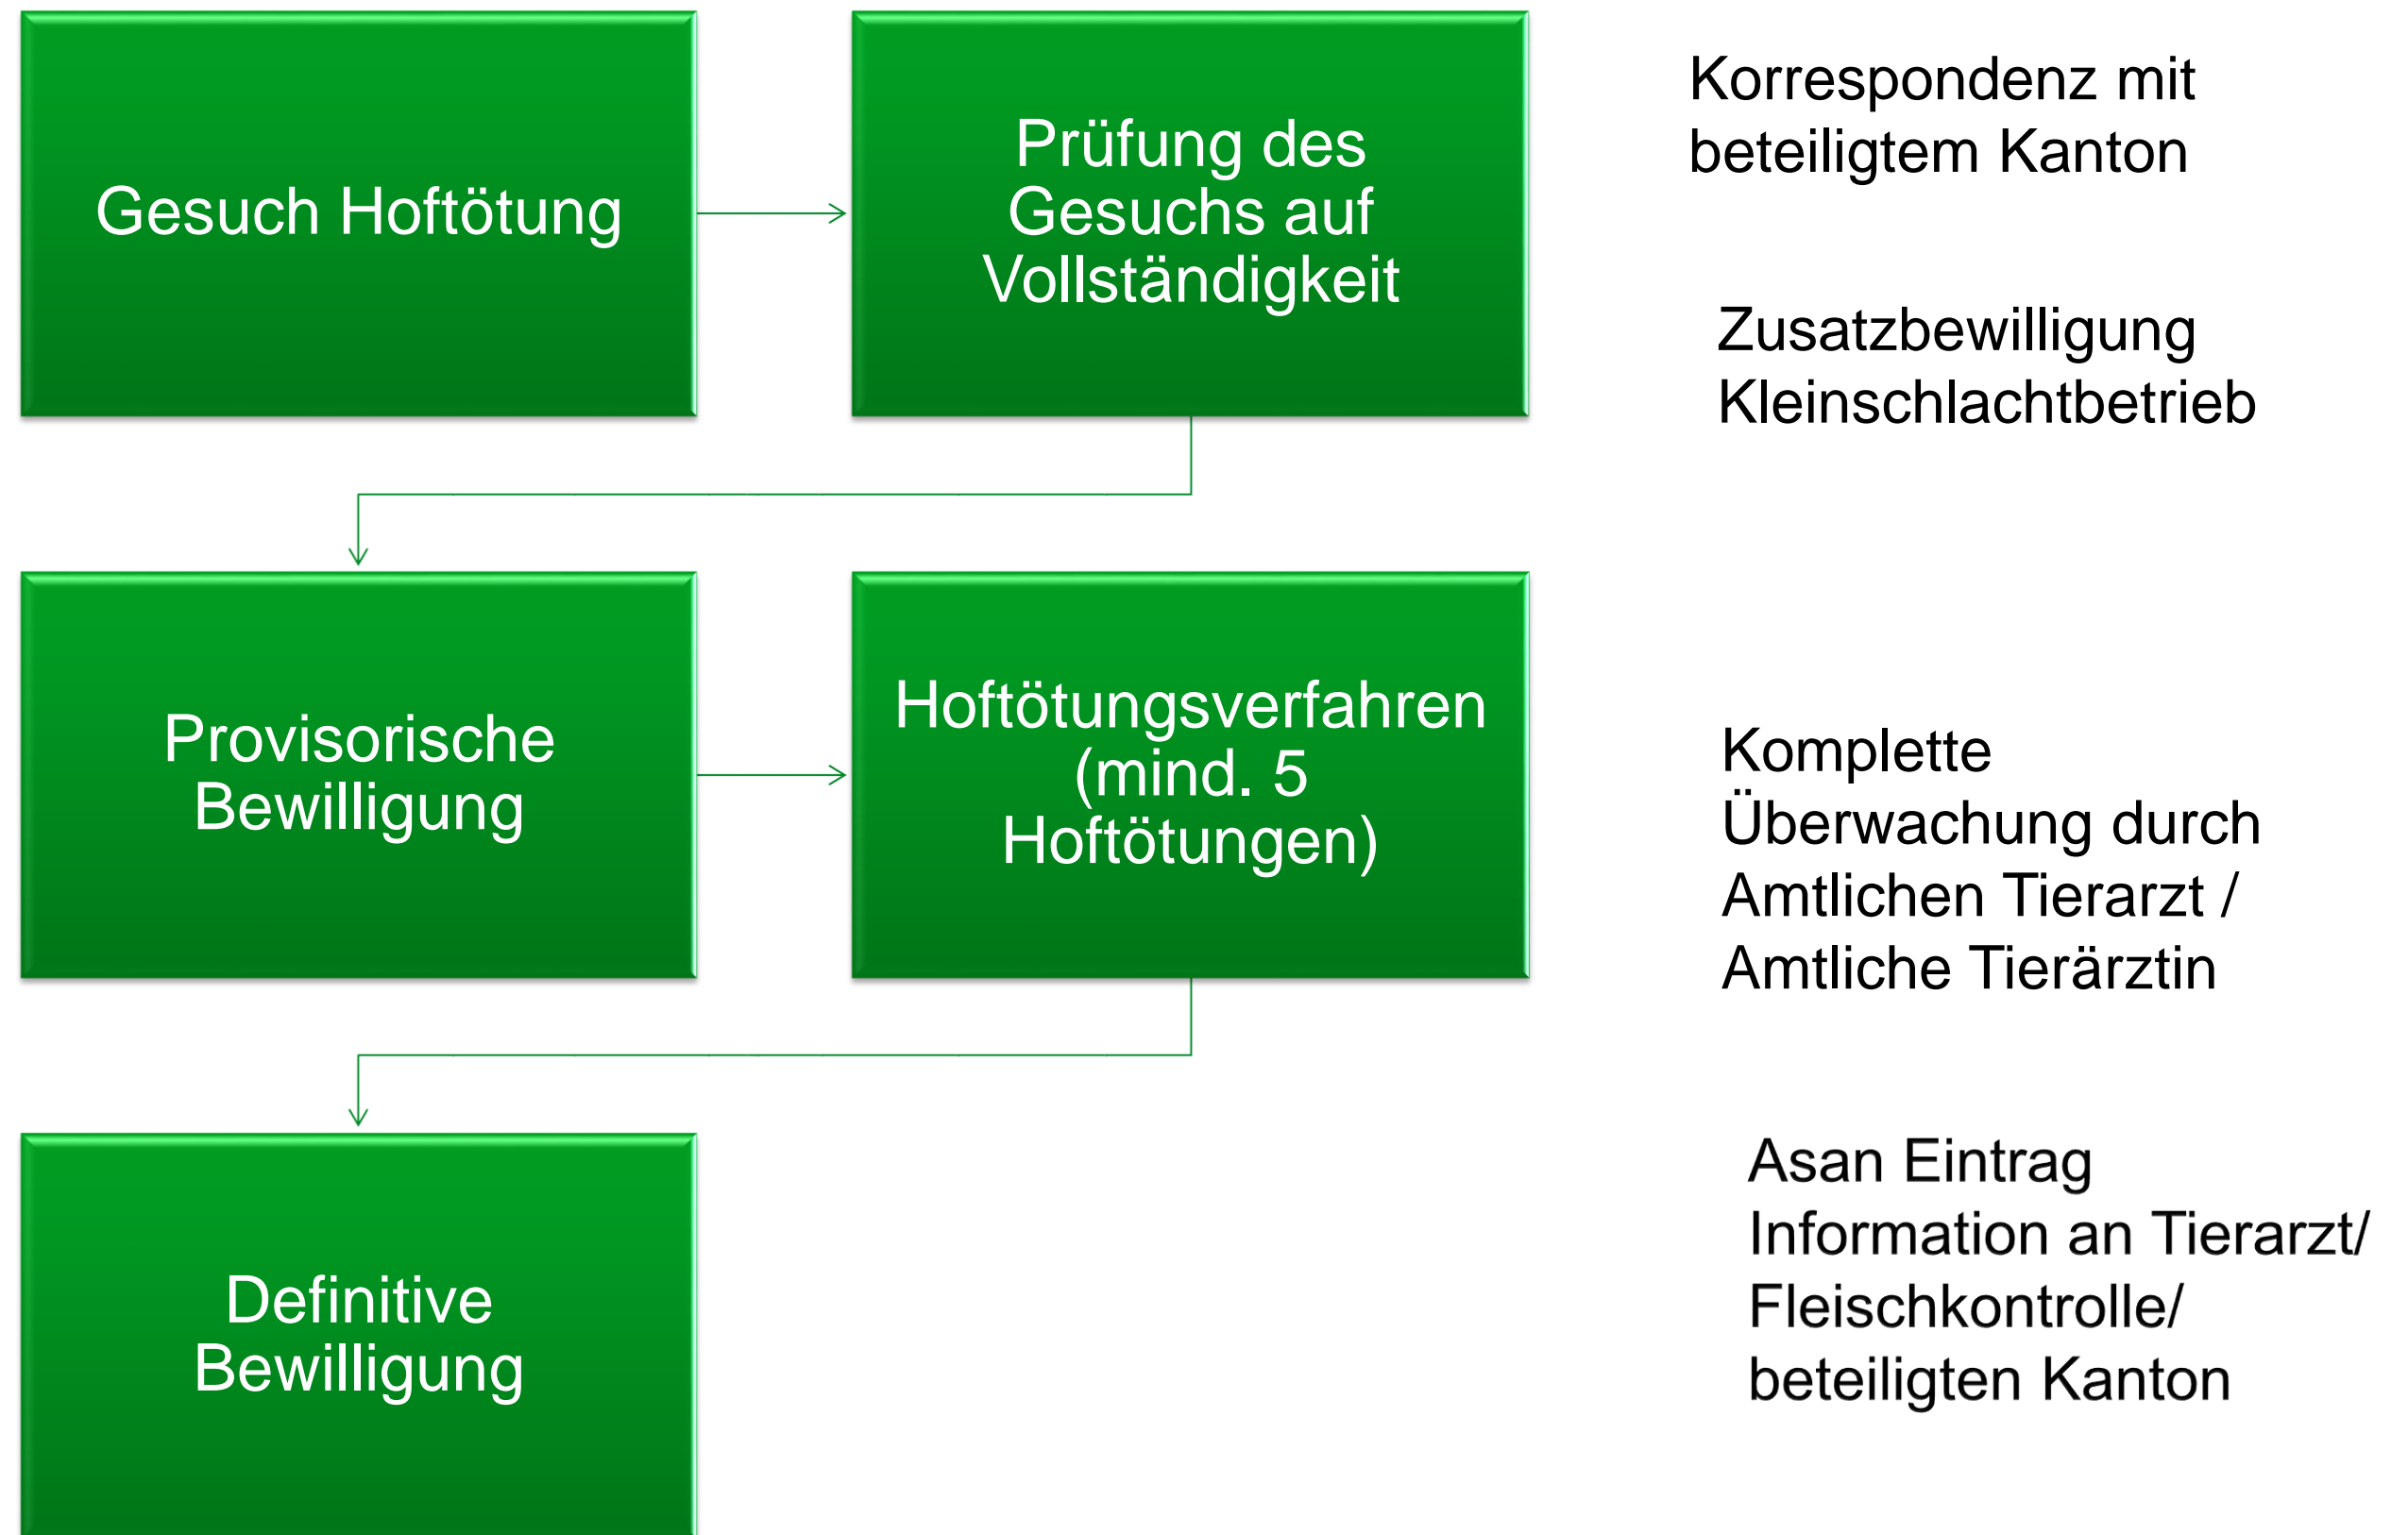 Gesuch Hoftötung
Prüfung des
Gesuchs auf
Vollständigkeit
Korrespondenz mit
beteiligtem Kanton
Zusatzbewilligung
Kleinschlachtbetrieb
Provisorische
Bewilligung
Hoftötungsverfahren
(mind. 5
Hoftötungen)
Komplette
Überwachung durch
Amtlichen Tierarzt /
Amtliche Tierärztin
Definitive
Bewilligung
Asan Eintrag
Information an Tierarzt/
Fleischkontrolle/
beteiligten Kanton